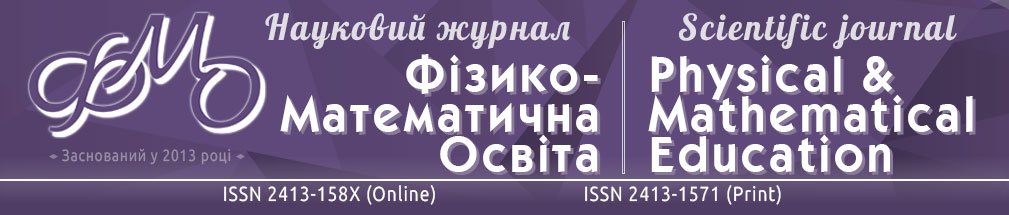 ФМО
Науковий журнал
Фізико-
Математична
Освіта
Заснований у 2013 році
Scientific journal
Physical &
Mathematical
Education
ISSN 2413-158X (Online)
ISSN 2413-1571 (Print)